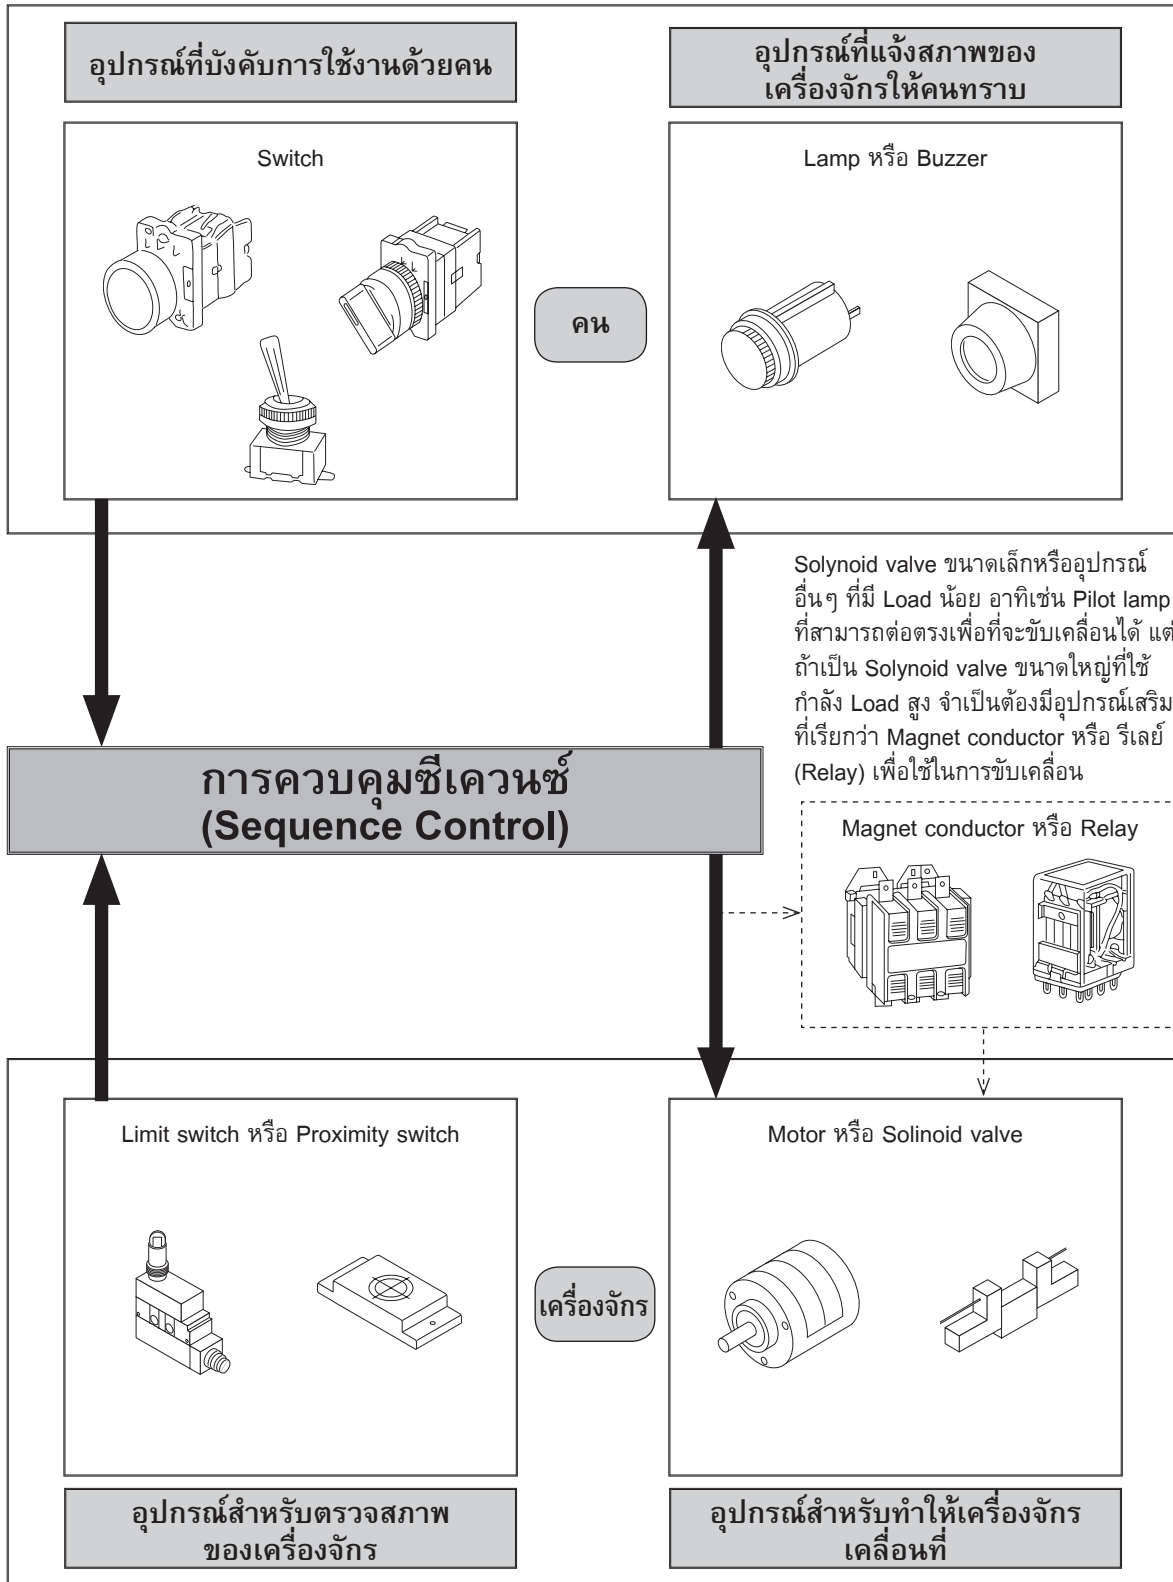 อุปกรณ์ที่บังคับการใช้งานด้วยคน
อุปกรณ์ที่แจ้งสภาพของ
เครื่องจักรให้คนทราบ
Switch
Lamp หรือ Buzzer
คน
Solynoid valve ขนาดเล็กหรืออุปกรณ์
อื่นๆ ที่มี Load น้อย อาทิเช่น Pilot lamp
ที่สามารถต่อตรงเพื่อที่จะขับเคลื่อนได้ แต่
ถ้าเป็น Solynoid valve ขนาดใหญ่ที่ใช้
กำลัง Load สูง จำเป็นต้องมีอุปกรณ์เสริม
ที่เรียกว่า Magnet conductor หรือ รีเลย์
(Relay) เพื่อใช้ในการขับเคลื่อน
การควบคุมซีเควนซ์
(Sequence Control)
Magnet conductor หรือ Relay
Limit switch หรือ Proximity switch
Motor หรือ Solinoid valve
เครื่องจักร
อุปกรณ์สำหรับตรวจสภาพ
ของเครื่องจักร
อุปกรณ์สำหรับทำให้เครื่องจักร
เคลื่อนที่